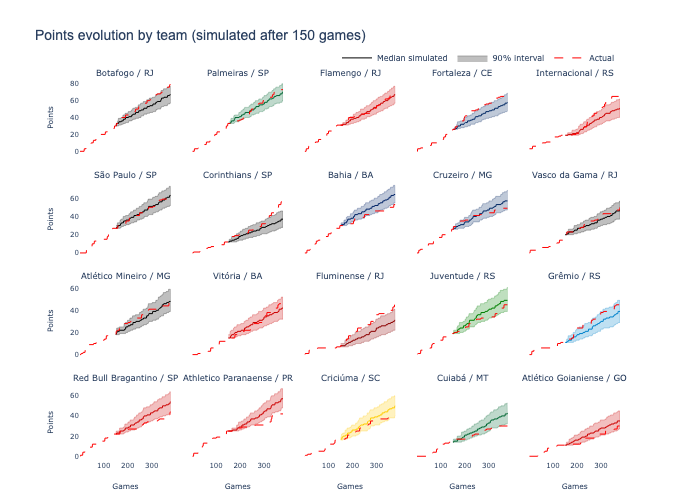 Points evolution by team (simulated after 150 games)
Median simulated 90% interval Actual
Botafogo / RJ Palmeiras / SP Flamengo / RJ Fortaleza / CE Internacional / RS
80
60
40
20
0
Points
São Paulo / SP Corinthians / SP Bahia / BA Cruzeiro / MG Vasco da Gama / RJ
60
40
20
0
Points
Atlético Mineiro / MG Vitória / BA Fluminense / RJ Juventude / RS Grêmio / RS
60
40
20
0
Points
Red Bull Bragantino / SP Athletico Paranaense / PR Criciúma / SC Cuiabá / MT Atlético Goianiense / GO
60
40
20
0
Points
100 200 300 100 200 300 100 200 300 100 200 300 100 200 300
Games Games Games Games Games